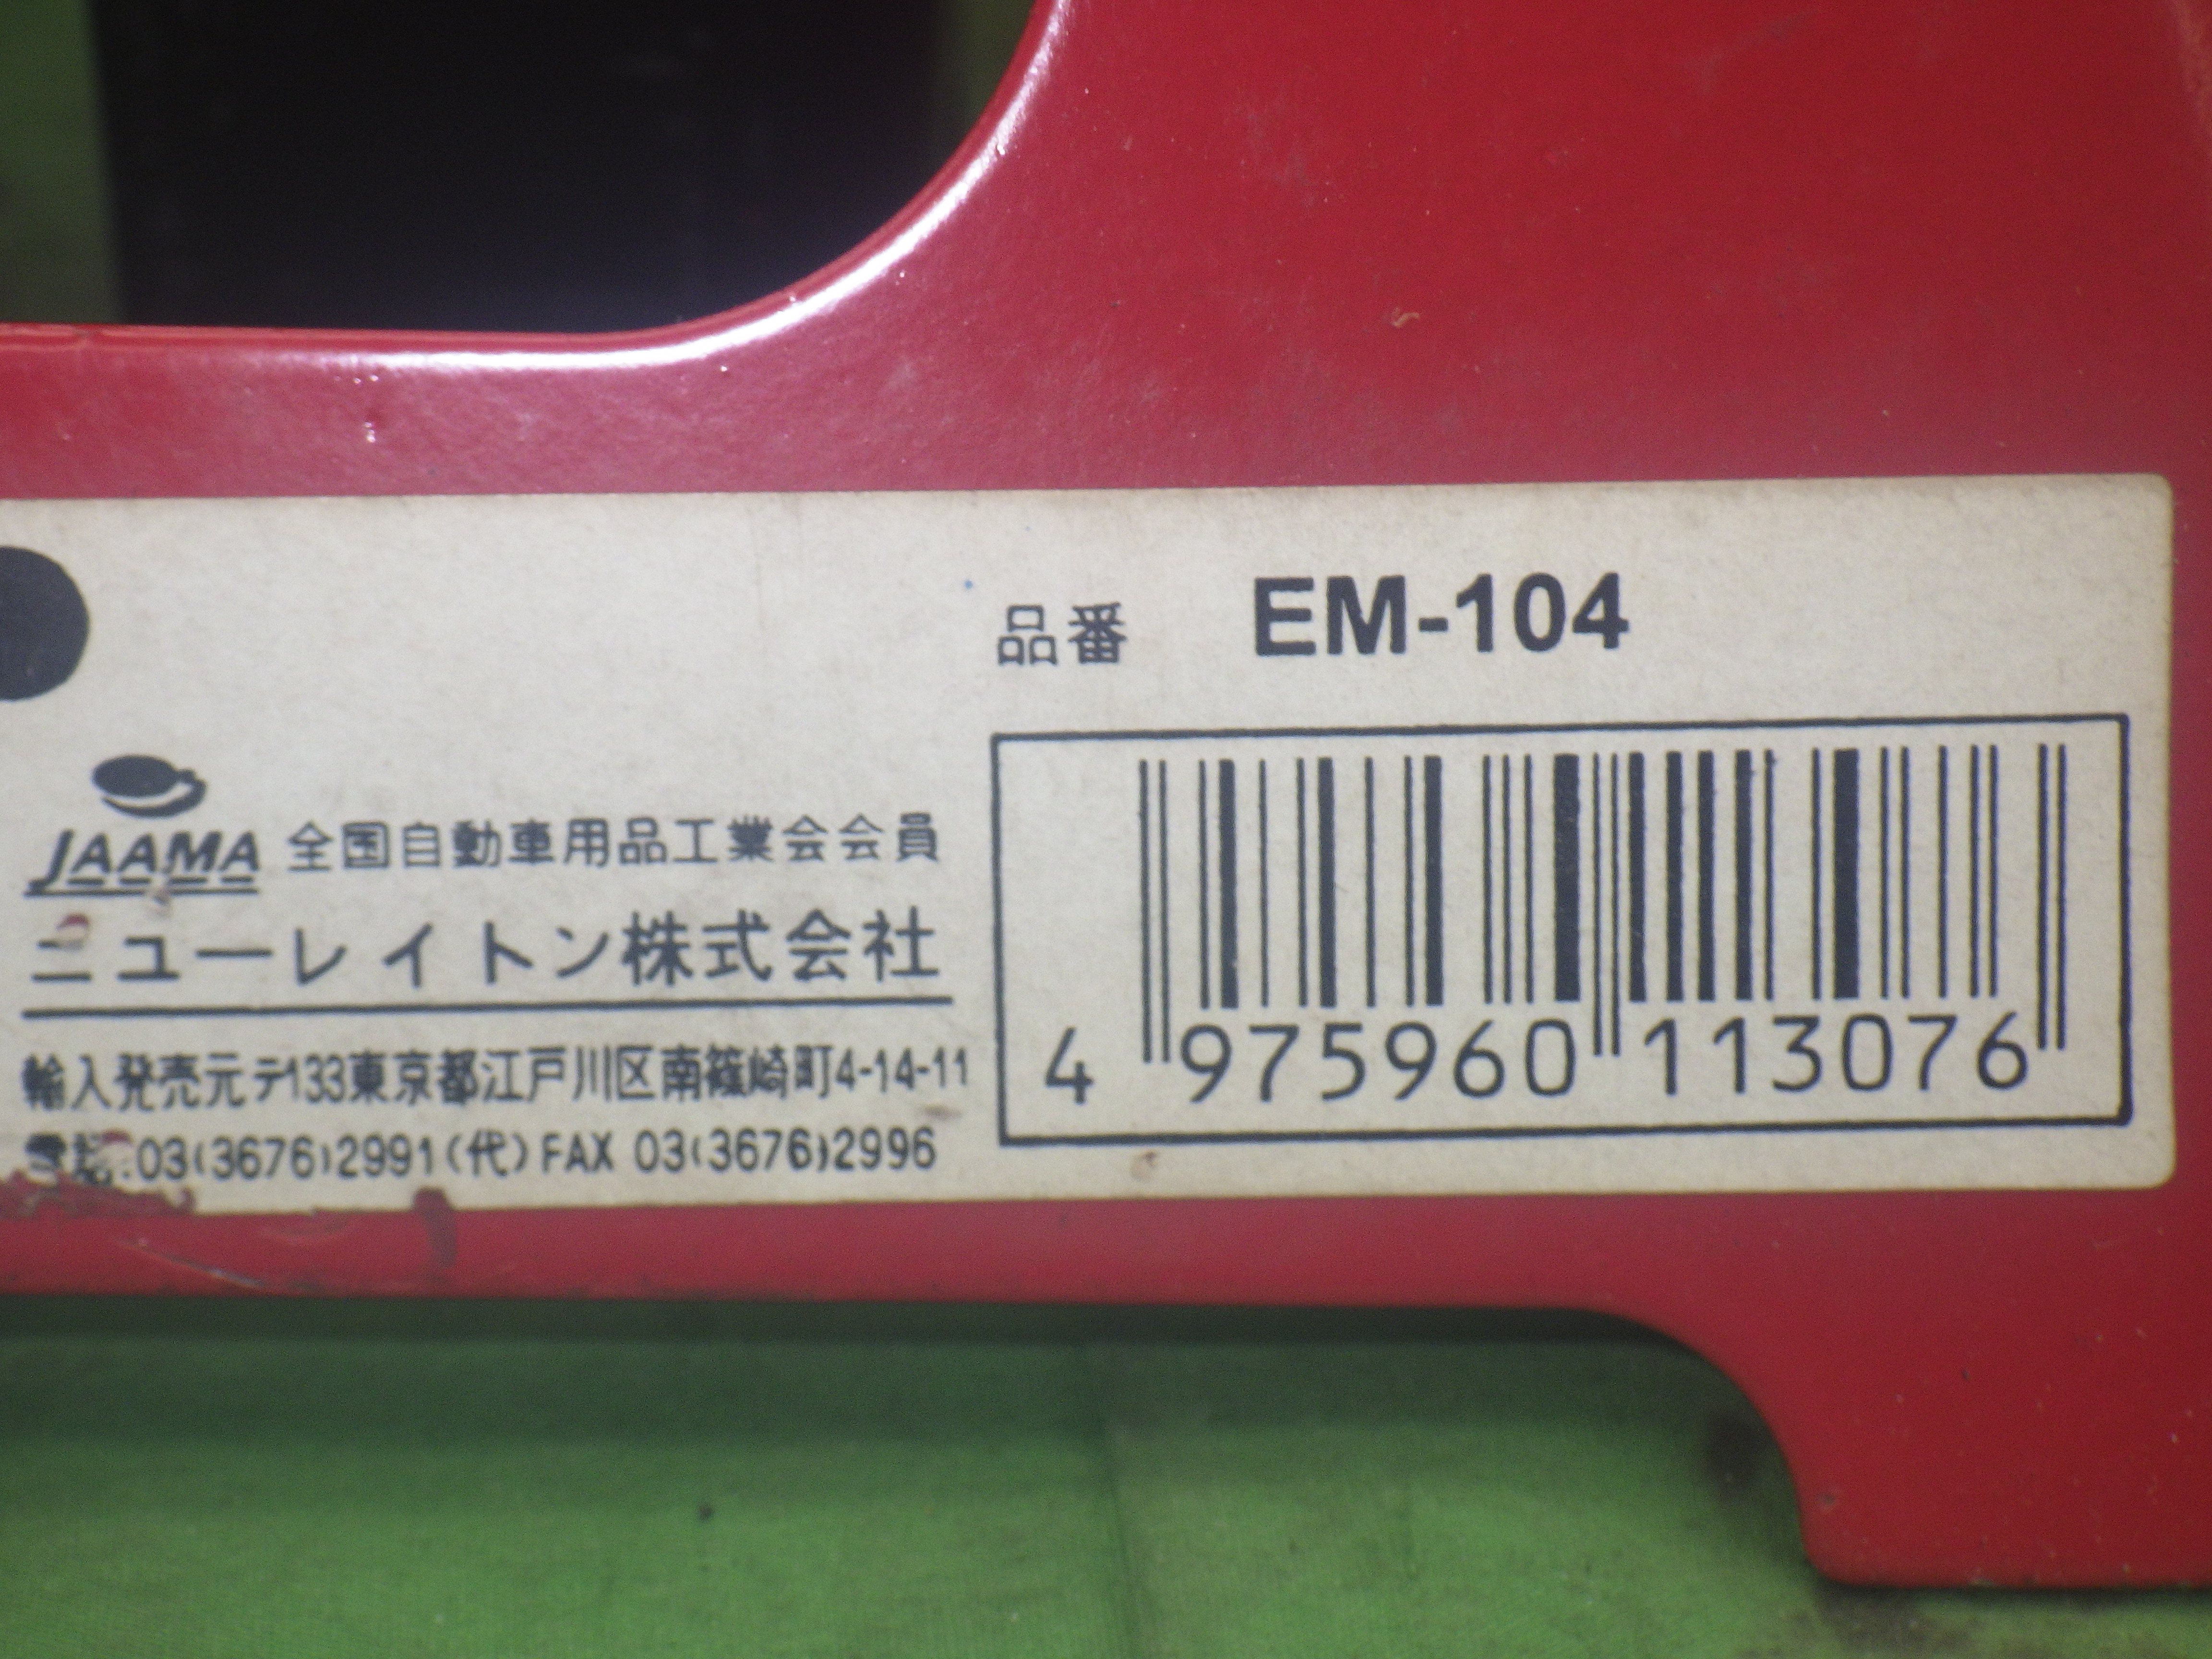 品番 EM-104
JAAMA 全国自動車用品工業会会員
ニューレイトン株式会社
輸入発売元 〒133東京都江戸川区南篠崎町4-14-11
電話:03(3676)2991(代) FAX 03(3676)2996
4 975960 113076